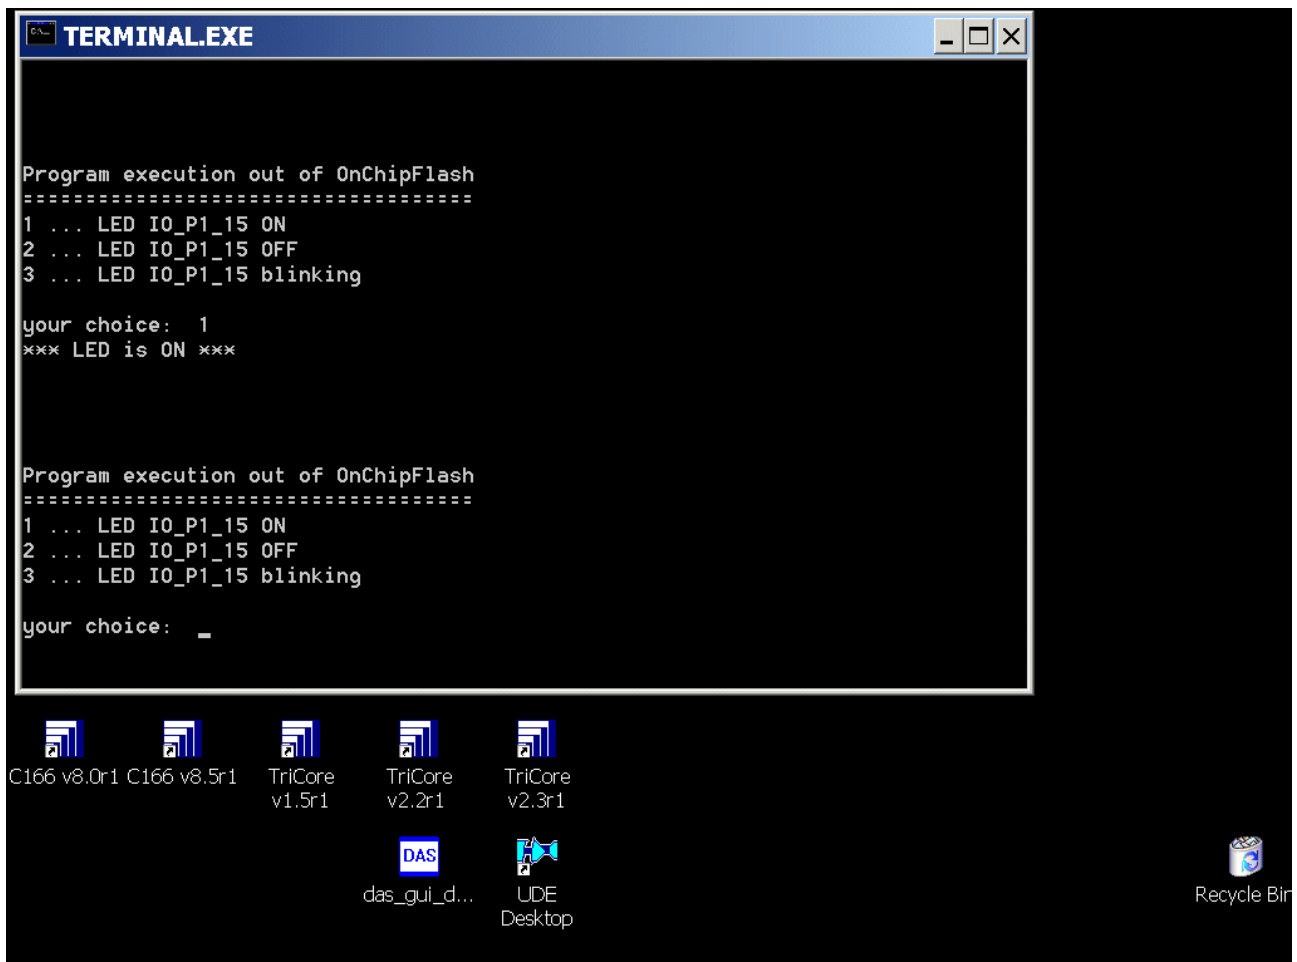 TERMINAL.EXE
Program execution out of OnChipFlash
====================================
1 ... LED IO_P1_15 ON
2 ... LED IO_P1_15 OFF
3 ... LED IO_P1_15 blinking
your choice:  1
*** LED is ON ***
Program execution out of OnChipFlash
====================================
1 ... LED IO_P1_15 ON
2 ... LED IO_P1_15 OFF
3 ... LED IO_P1_15 blinking
your choice:  _
C166 v8.0r1 C166 v8.5r1 TriCore TriCore TriCore
v1.5r1 v2.2r1 v2.3r1
DAS
das_gui_d... UDE Recycle Bin
Desktop